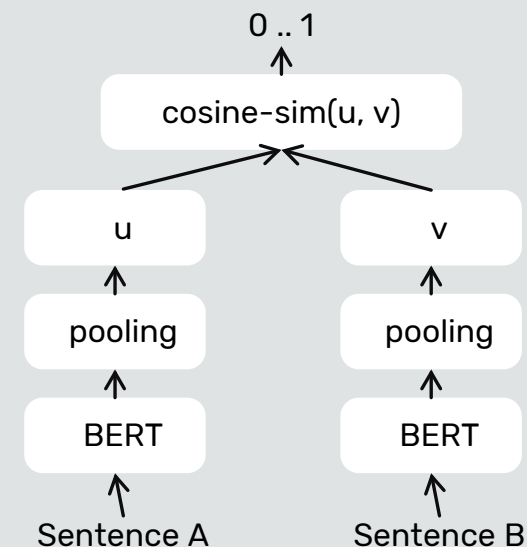 0 .. 1
cosine-sim(u, v)
u
v
pooling
pooling
BERT
BERT
Sentence A
Sentence B